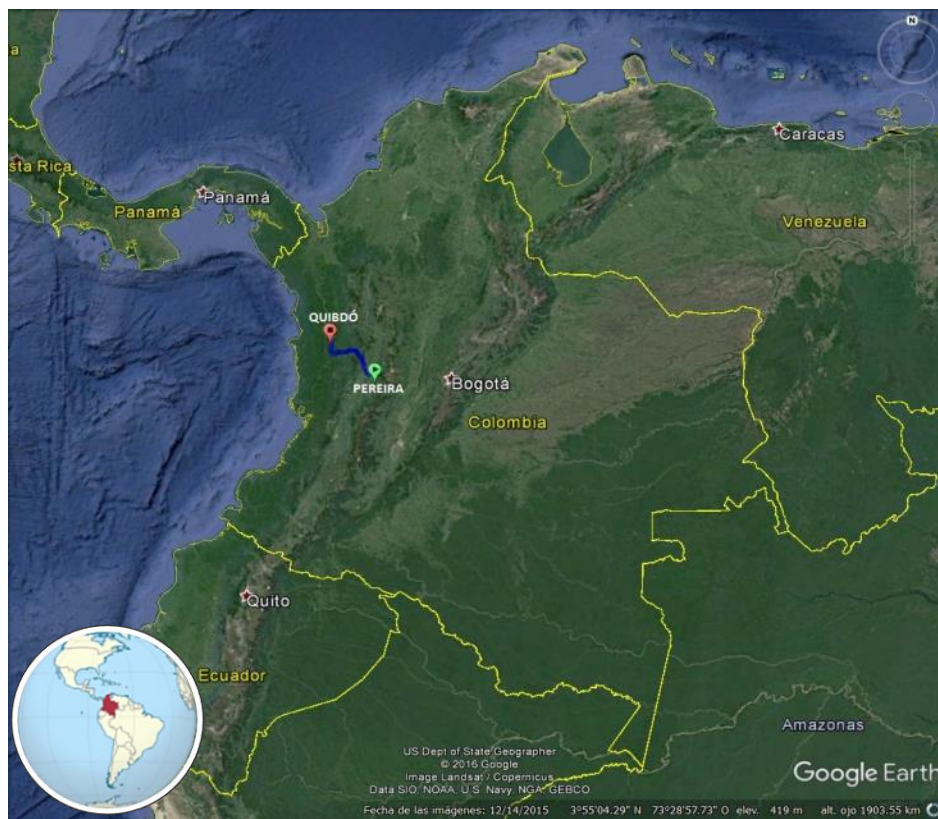 N
Caracas
sta Rica
Panamá
Panamá
Venezuela
QUIBDÓ
PEREIRA
Bogotá
Colombia
Quito
Ecuador
Amazonas
US Dept of State Geographer
© 2016 Google
Image Landsat / Copernicus
Data SIO, NOAA, U.S. Navy, NGA, GEBCO
Google Earth
Fecha de las imágenes: 12/14/2015 3°55'04.29" N 73°28'57.73" O elev. 419 m alt. ojo 1903.55 km